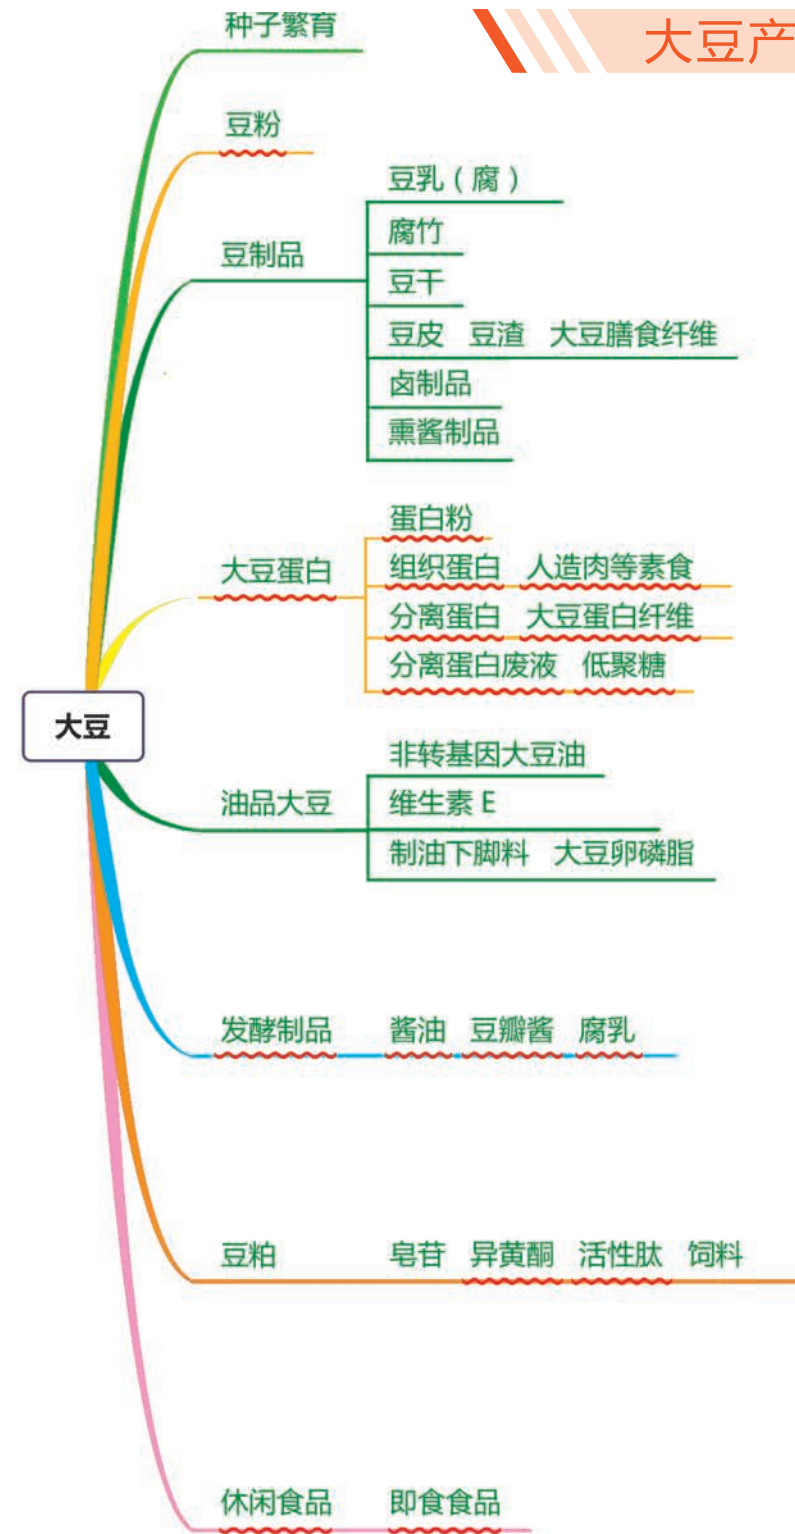 大豆产
种子繁育
豆粉
豆制品
豆乳（腐）
腐竹
豆干
豆皮 豆渣 大豆膳食纤维
卤制品
熏酱制品
大豆蛋白
蛋白粉
组织蛋白 人造肉等素食
分离蛋白 大豆蛋白纤维
分离蛋白废液 低聚糖
大豆
油品大豆
非转基因大豆油
维生素 E
制油下脚料 大豆卵磷脂
发酵制品 酱油 豆瓣酱 腐乳
豆粕 皂苷 异黄酮 活性肽 饲料
休闲食品 即食食品